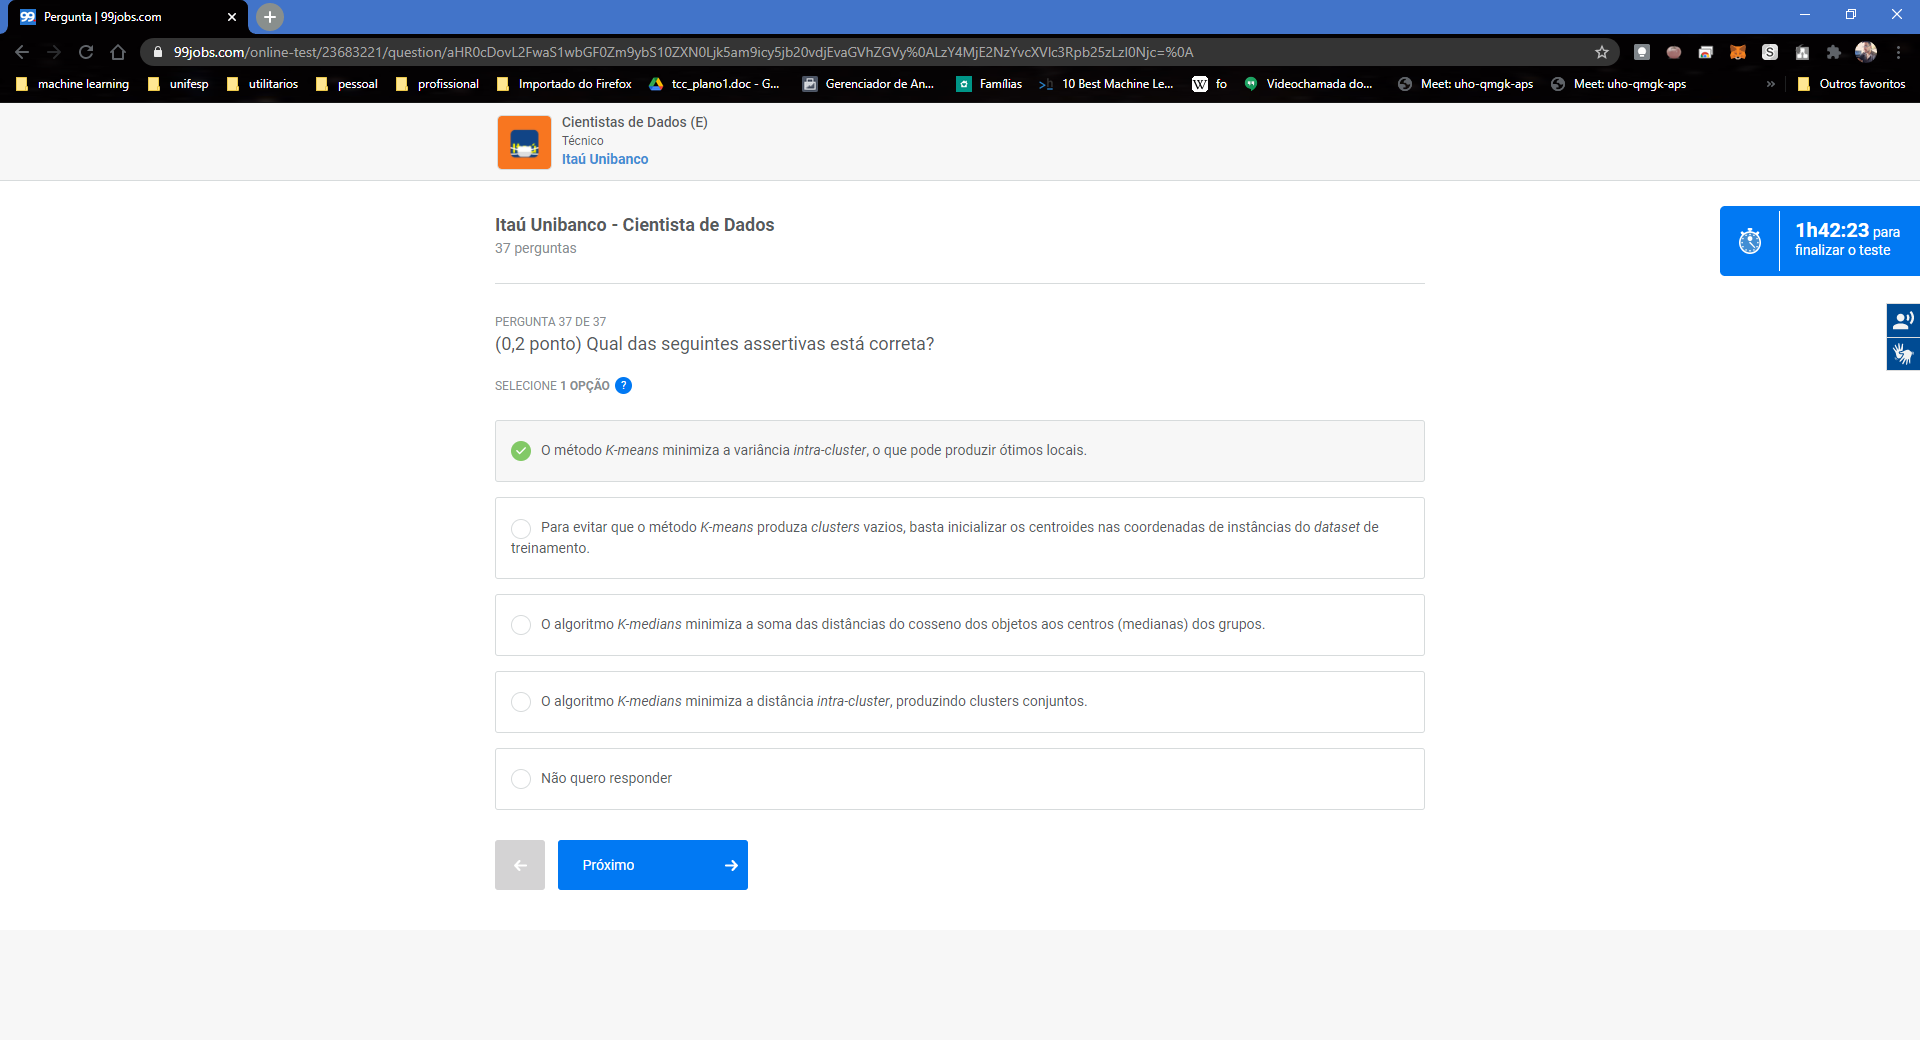 Pergunta | 99jobs.com
99jobs.com/online-test/23683221/question/aHR0cDovL2FwaS1wbGF0Zm9ybS10ZXN0Ljk5am9icy5jb20vdjEvaGVhZGVy%0ALzY4MjE2NzYvcXVlc3Rpb25zLzI0Njc=%0A
machine learning unifesp utilitarios pessoal profissional Importado do Firefox tcc_plano1.doc - G... Gerenciador de An... Famílias 10 Best Machine Le... fo Videochamada do... Meet: uho-qmgk-aps Meet: uho-qmgk-aps » Outros favoritos
Cientistas de Dados (E)
Técnico
Itaú Unibanco
Itaú Unibanco - Cientista de Dados
37 perguntas
1h42:23 para
finalizar o teste
PERGUNTA 37 DE 37
(0,2 ponto) Qual das seguintes assertivas está correta?
SELECIONE 1 OPÇÃO ?
O método K-means minimiza a variância intra-cluster, o que pode produzir ótimos locais.
Para evitar que o método K-means produza clusters vazios, basta inicializar os centroides nas coordenadas de instâncias do dataset de
treinamento.
O algoritmo K-medians minimiza a soma das distâncias do cosseno dos objetos aos centros (medianas) dos grupos.
O algoritmo K-medians minimiza a distância intra-cluster, produzindo clusters conjuntos.
Não quero responder
Próximo